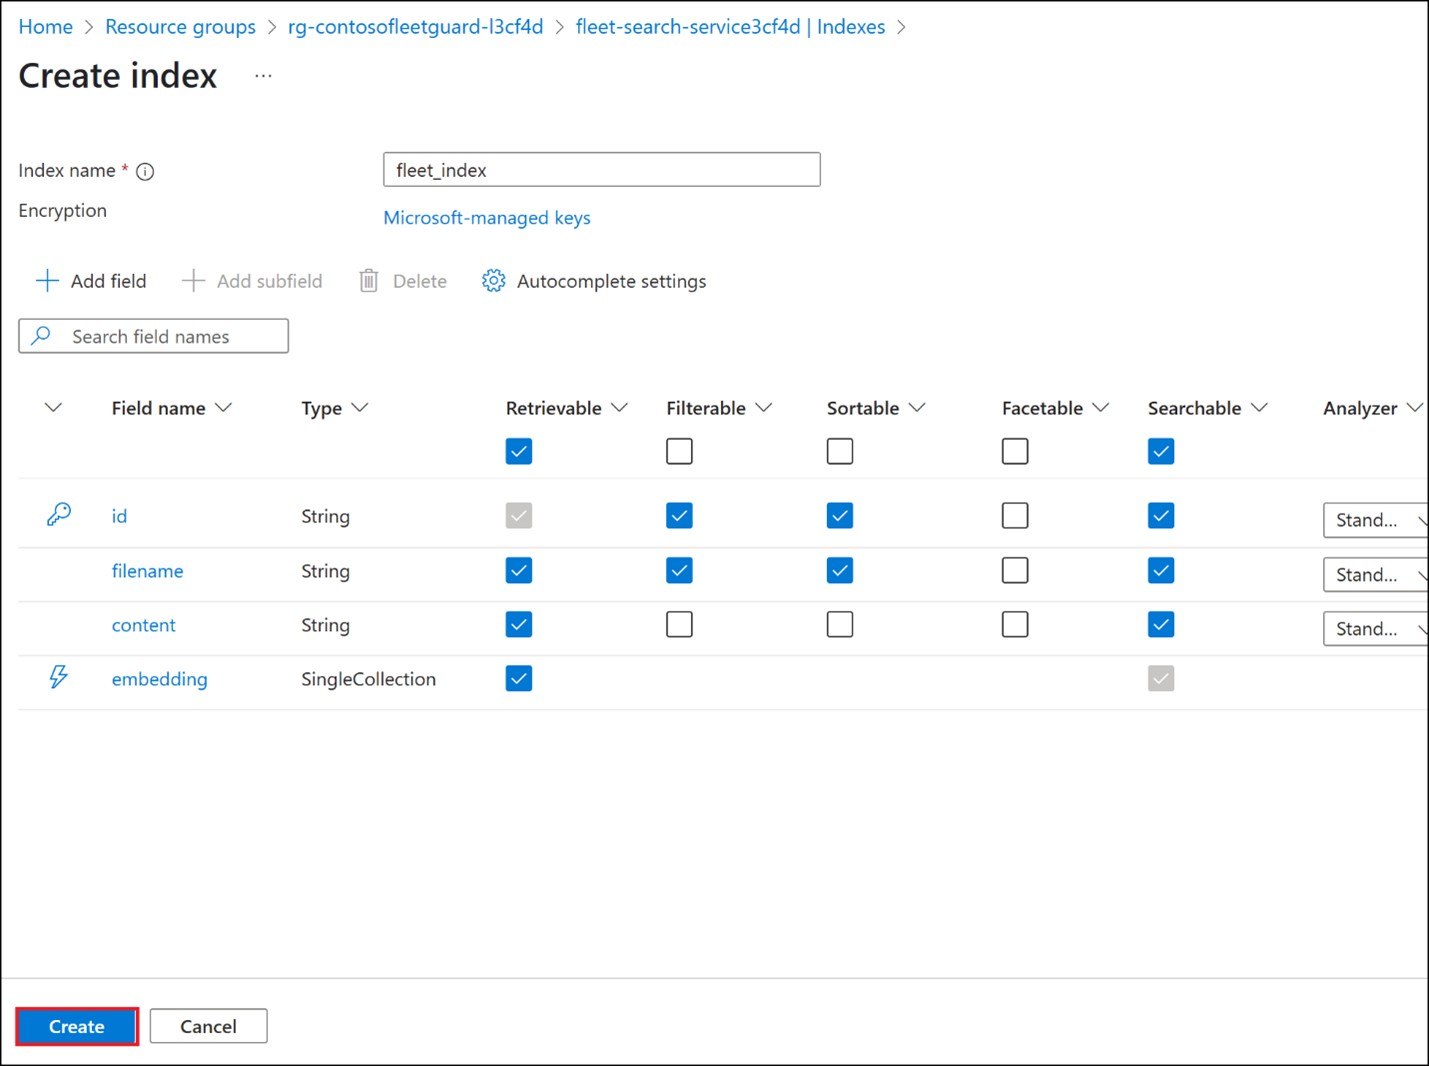 Home > Resource groups > rg-contosofleetguard-l3cf4d > fleet-search-service3cf4d | Indexes >
Create index ...
Index name * fleet_index
Encryption Microsoft-managed keys
Add field Add subfield Delete Autocomplete settings
Search field names
Field name Type Retrievable Filterable Sortable Facetable Searchable Analyzer
id String Stand...
filename String Stand...
content String Stand...
embedding SingleCollection
Create Cancel